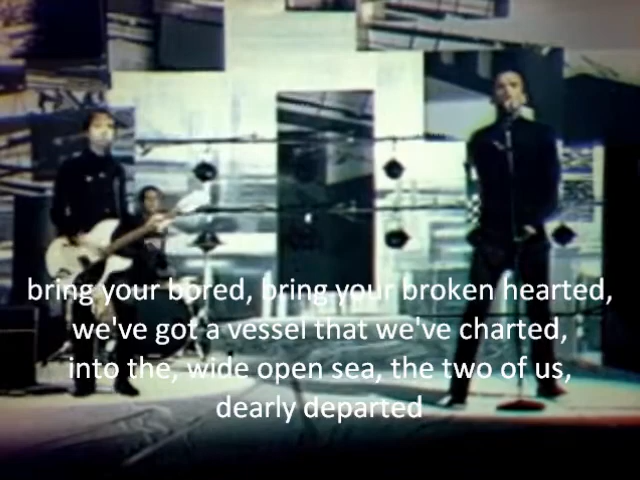 bring your bored, bring your broken hearted,
we've got a vessel that we've charted,
into the, wide open sea, the two of us,
dearly departed